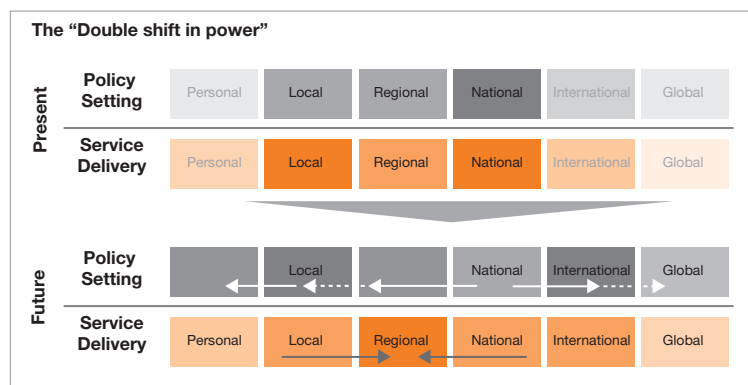 The “Double shift in power”
Present
Policy Setting
Personal Local Regional National International Global
Service Delivery
Personal Local Regional National International Global
Future
Policy Setting
Local National International Global
Service Delivery
Personal Local Regional National International Global